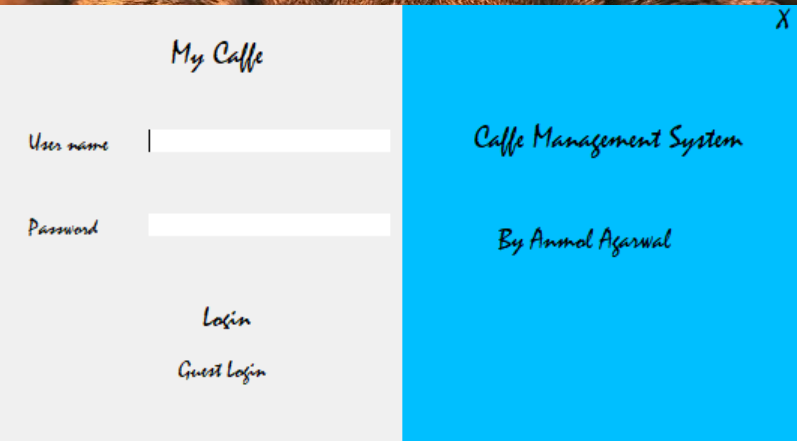 My Caffe
User name
Password
Login
Guest Login
X
Caffe Management System
By Anmol Agarwal